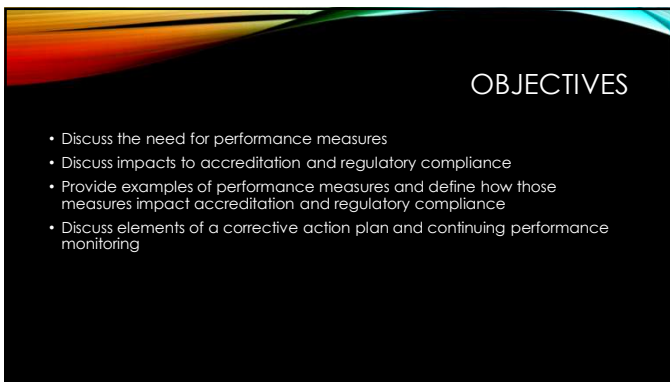 OBJECTIVES
• Discuss the need for performance measures
• Discuss impacts to accreditation and regulatory compliance
• Provide examples of performance measures and define how those
measures impact accreditation and regulatory compliance
• Discuss elements of a corrective action plan and continuing performance
monitoring